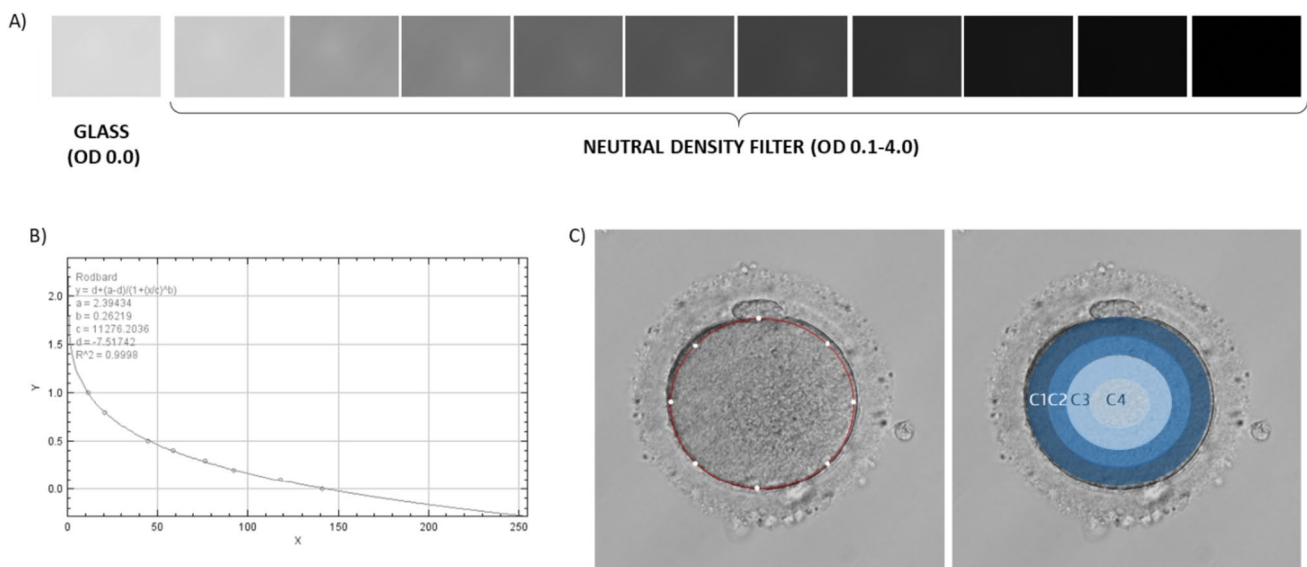 A)
GLASS
(OD 0.0)
NEUTRAL DENSITY FILTER (OD 0.1-4.0)
B)
Rodbard
y = d+(a-d)/(1+(x/c)^b)
a = 2.39434
b = 0.26219
c = 11276.2036
d = -7.51742
R^2 = 0.9998
2.0
1.5
1.0
0.5
0.0
Y
0 50 100 150 200 250
X
C)
C1 C2 C3 C4